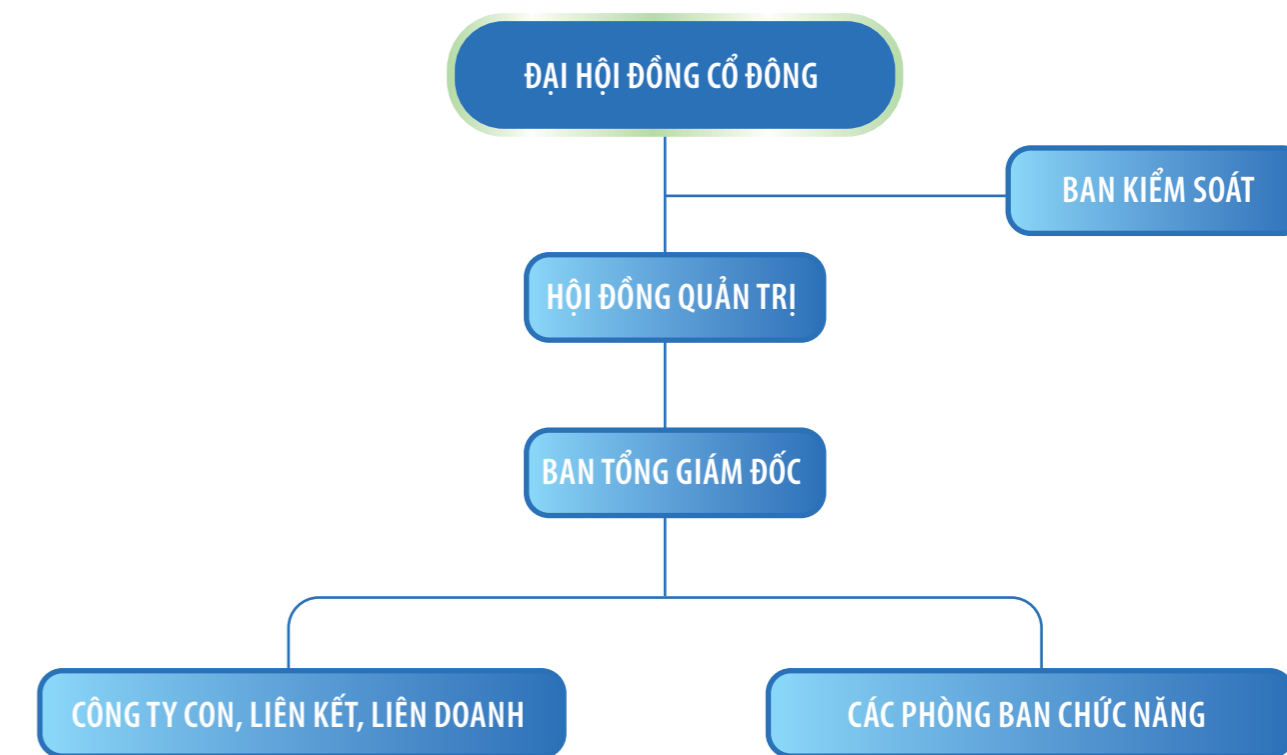 ĐẠI HỘI ĐỒNG CỔ ĐÔNG
BAN KIỂM SOÁT
HỘI ĐỒNG QUẢN TRỊ
BAN TỔNG GIÁM ĐỐC
CÔNG TY CON, LIÊN KẾT, LIÊN DOANH
CÁC PHÒNG BAN CHỨC NĂNG